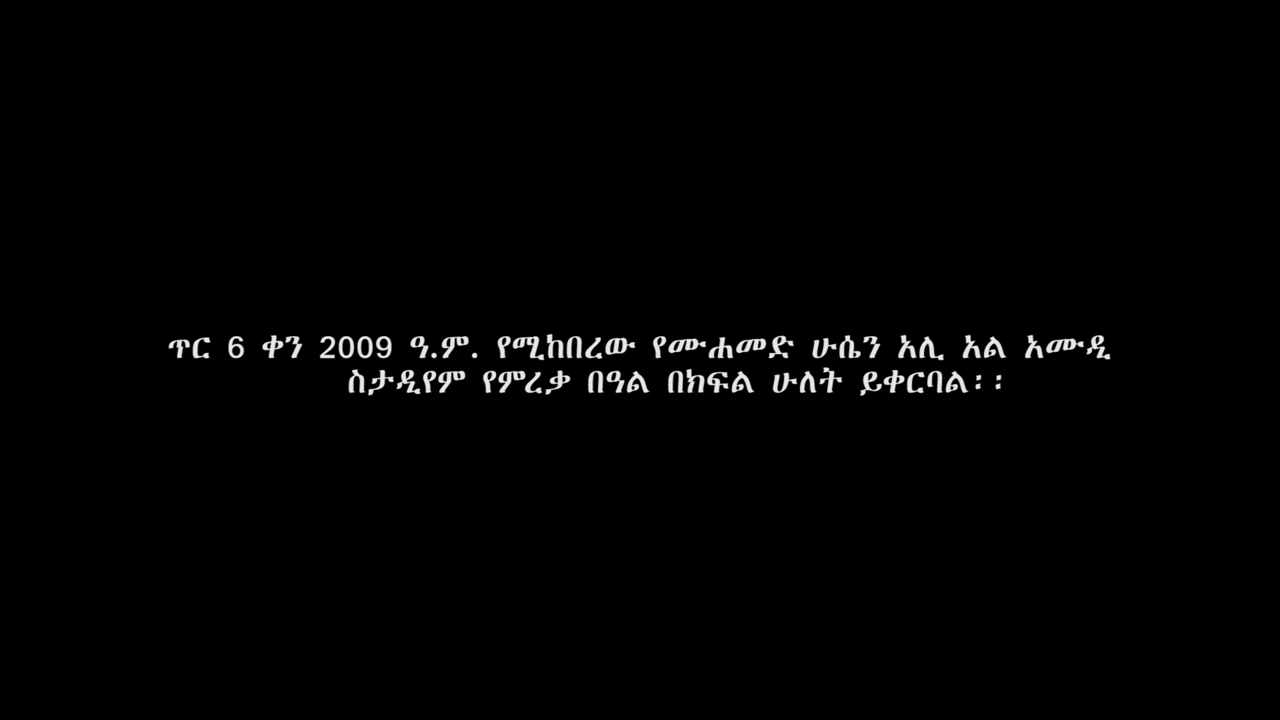 ጥር 6 ቀን 2009 ዓ.ም. የሚከበረው የሙሐመድ ሁሴን አሊ አል አሙዲ
ስታዲየም የምረቃ በዓል በክፍል ሁለት ይቀርባል፡፡